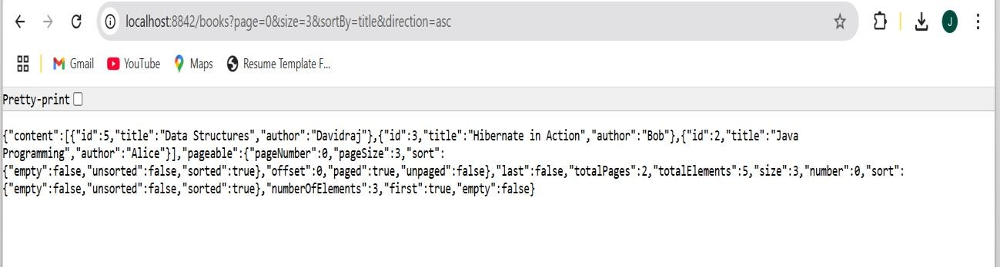 localhost:8842/books?page=0&size=3&sortBy=title&direction=asc
J
Gmail YouTube Maps Resume Template F...
Pretty-print
{"content":[{"id":5,"title":"Data Structures","author":"Davidraj"},{"id":3,"title":"Hibernate in Action","author":"Bob"},{"id":2,"title":"Java
Programming","author":"Alice"}],"pageable":{"pageNumber":0,"pageSize":3,"sort":
{"empty":false,"unsorted":false,"sorted":true},"offset":0,"paged":true,"unpaged":false},"last":false,"totalPages":2,"totalElements":5,"size":3,"number":0,"sort":
{"empty":false,"unsorted":false,"sorted":true},"numberOfElements":3,"first":true,"empty":false}